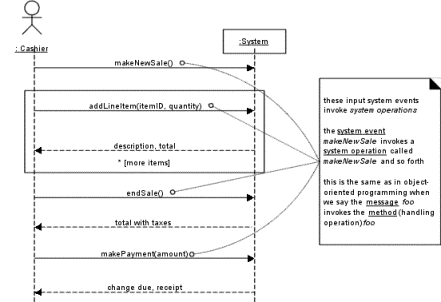 : Cashier
:System
makeNewSale()
addLineItem(itemID, quantity)
description, total
* [more items]
endSale()
total with taxes
makePayment(amount)
change due, receipt
these input system events
invoke system operations
the system event
makeNewSale invokes a
system operation called
makeNewSale and so forth
this is the same as in object-
oriented programming when
we say the message foo
invokes the method (handling
operation) foo